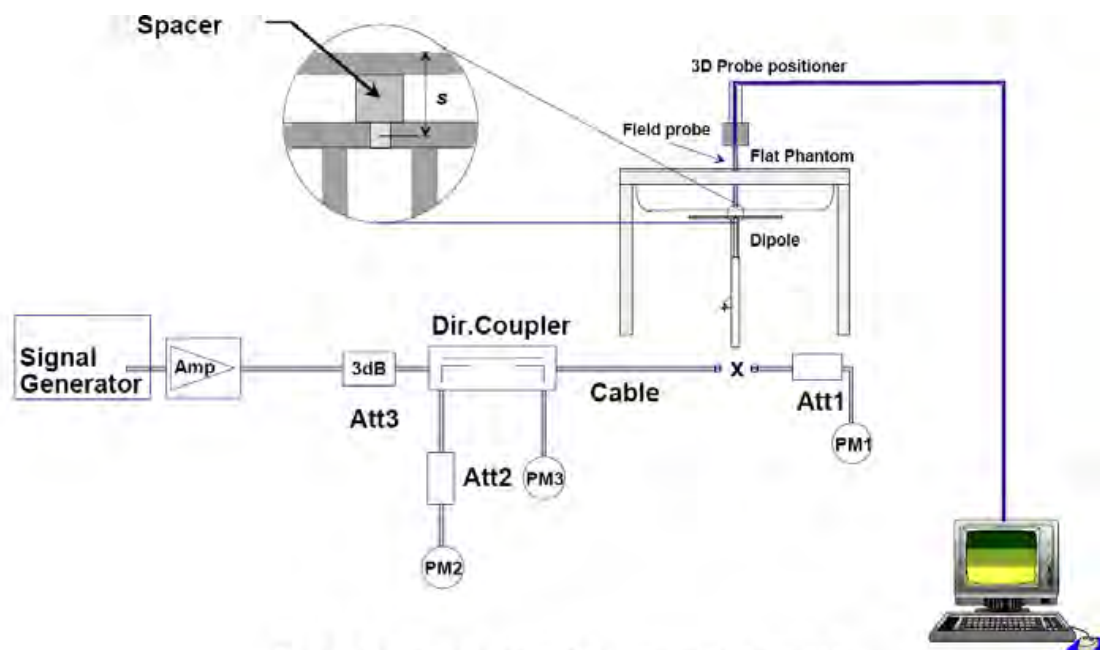 Spacer
s
3D Probe positioner
Field probe
Flat Phantom
Dipole
Signal
Generator
Amp
3dB
Att3
Dir.Coupler
Cable
x
Att1
PM1
Att2
PM3
PM2